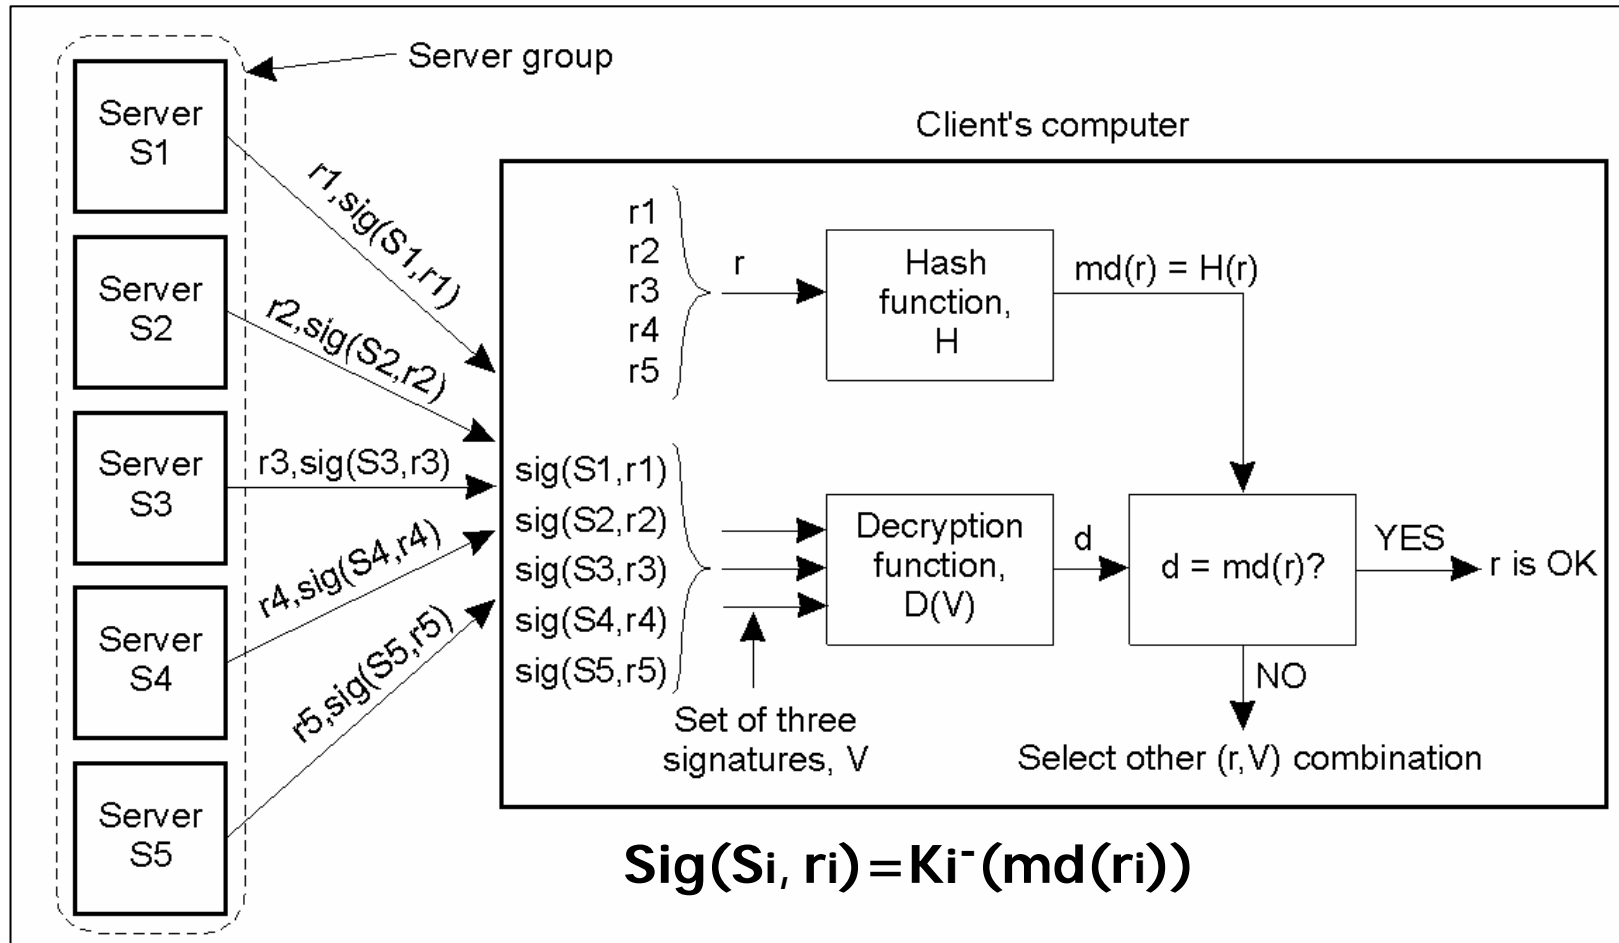 Server group
Server
S1
Server
S2
Server
S3
Server
S4
Server
S5
r1,sig(S1,r1)
r2,sig(S2,r2)
r3,sig(S3,r3)
r4,sig(S4,r4)
r5,sig(S5,r5)
Client's computer
r1
r2
r3
r4
r5
r
Hash
function,
H
md(r) = H(r)
sig(S1,r1)
sig(S2,r2)
sig(S3,r3)
sig(S4,r4)
sig(S5,r5)
Set of three
signatures, V
Decryption
function,
D(V)
d
d = md(r)?
YES
r is OK
NO
Select other (r,V) combination
Sig(Si, ri)=Ki⁻(md(ri))